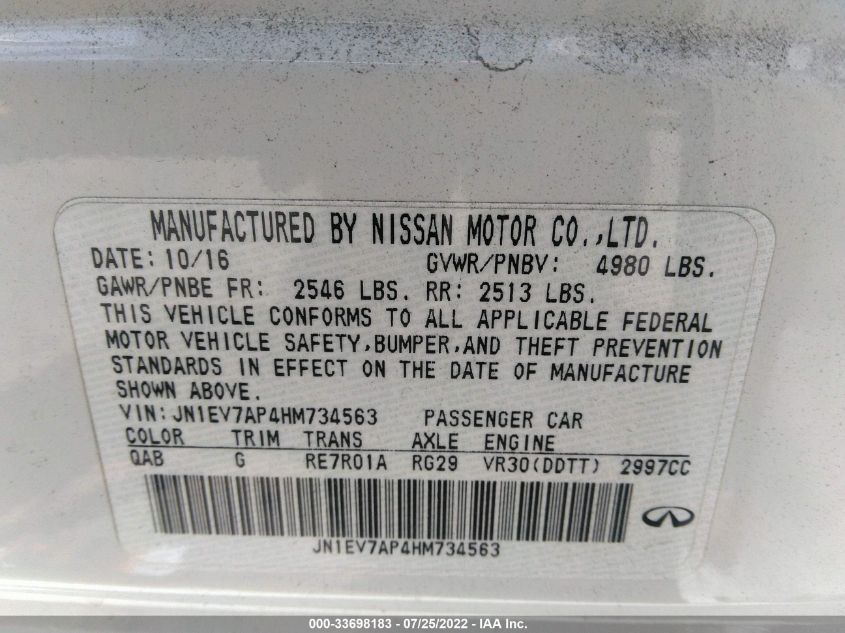 MANUFACTURED BY NISSAN MOTOR CO.,LTD.
DATE: 10/16 GVWR/PNBV: 4980 LBS.
GAWR/PNBE FR: 2546 LBS. RR: 2513 LBS.
THIS VEHICLE CONFORMS TO ALL APPLICABLE FEDERAL
MOTOR VEHICLE SAFETY,BUMPER,AND THEFT PREVENTION
STANDARDS IN EFFECT ON THE DATE OF MANUFACTURE
SHOWN ABOVE.
VIN: JN1EV7AP4HM734563 PASSENGER CAR
COLOR TRIM TRANS AXLE ENGINE
QAB G RE7R01A RG29 VR30(DDTT) 2997CC
JN1EV7AP4HM734563
000-33698183 - 07/25/2022 - IAA Inc.